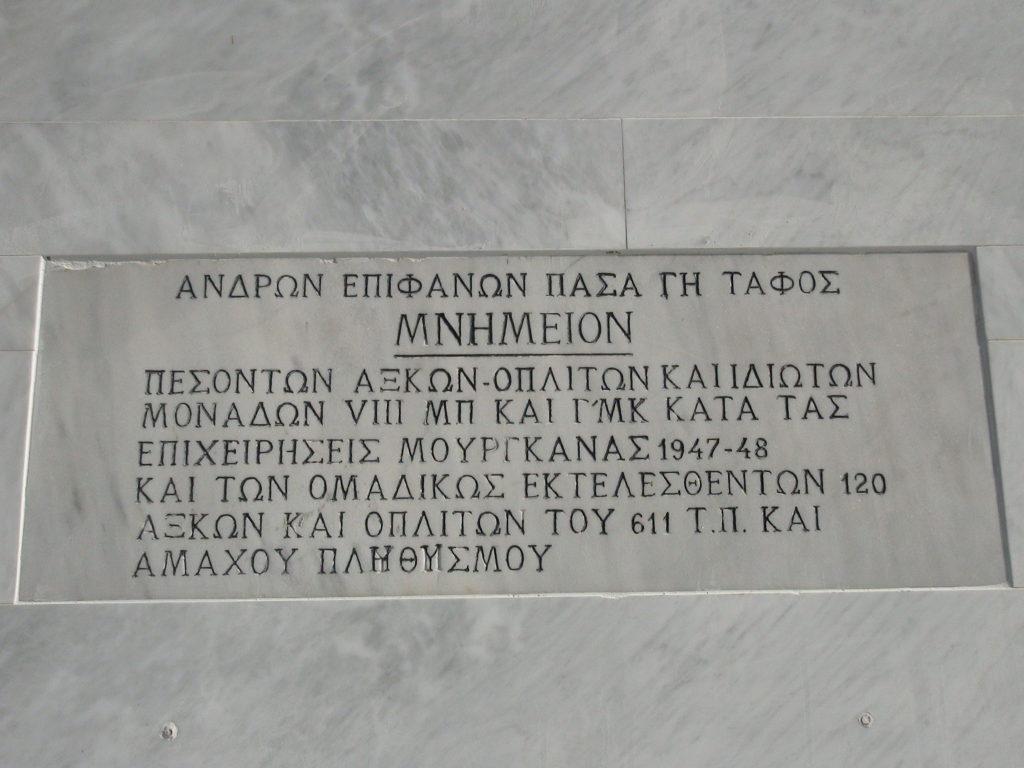 ΑΝΔΡΩΝ ΕΠΙΦΑΝΩΝ ΠΑΣΑ ΓΗ ΤΑΦΟΣ
ΜΝΗΜΕΙΟΝ
ΠΕΣΟΝΤΩΝ ΑΞΚΩΝ-ΟΠΛΙΤΩΝ ΚΑΙ ΙΔΙΩΤΩΝ
ΜΟΝΑΔΩΝ VIII ΜΠ ΚΑΙ Γ΄ΜΚ ΚΑΤΑ ΤΑΣ
ΕΠΙΧΕΙΡΗΣΕΙΣ ΜΟΥΡΓΚΑΝΑΣ 1947-48
ΚΑΙ ΤΩΝ ΟΜΑΔΙΚΩΣ ΕΚΤΕΛΕΣΘΕΝΤΩΝ 120
ΑΞΚΩΝ ΚΑΙ ΟΠΛΙΤΩΝ ΤΟΥ 611 Τ.Π. ΚΑΙ
ΑΜΑΧΟΥ ΠΛΗΘΥΣΜΟΥ